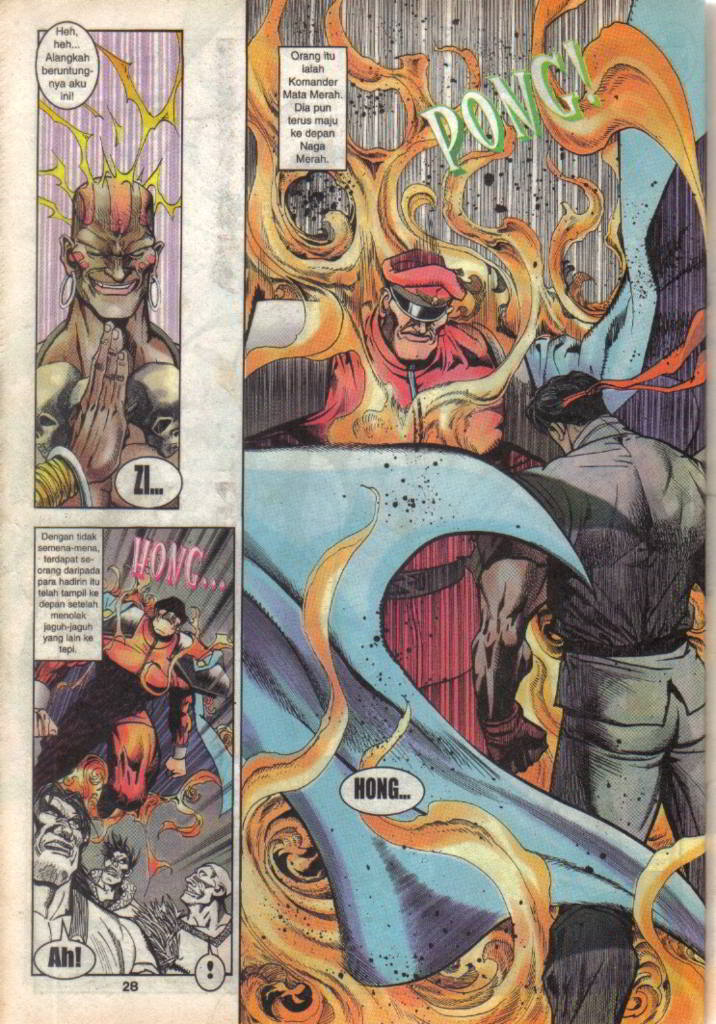 Heh,
heh...
Alangkah
beruntung-
nya aku
ini!
ZI...
Dengan tidak
semena-mena,
terdapat se-
orang daripada
para hadirin itu
telah tampil ke
depan setelah
menolak
jaguh-jaguh
yang lain ke
tepi.
HONG...
Ah!
!
28
Orang itu
ialah
Komander
Mata Merah.
Dia pun
terus maju
ke depan
Naga
Merah.
PONG!
HONG...